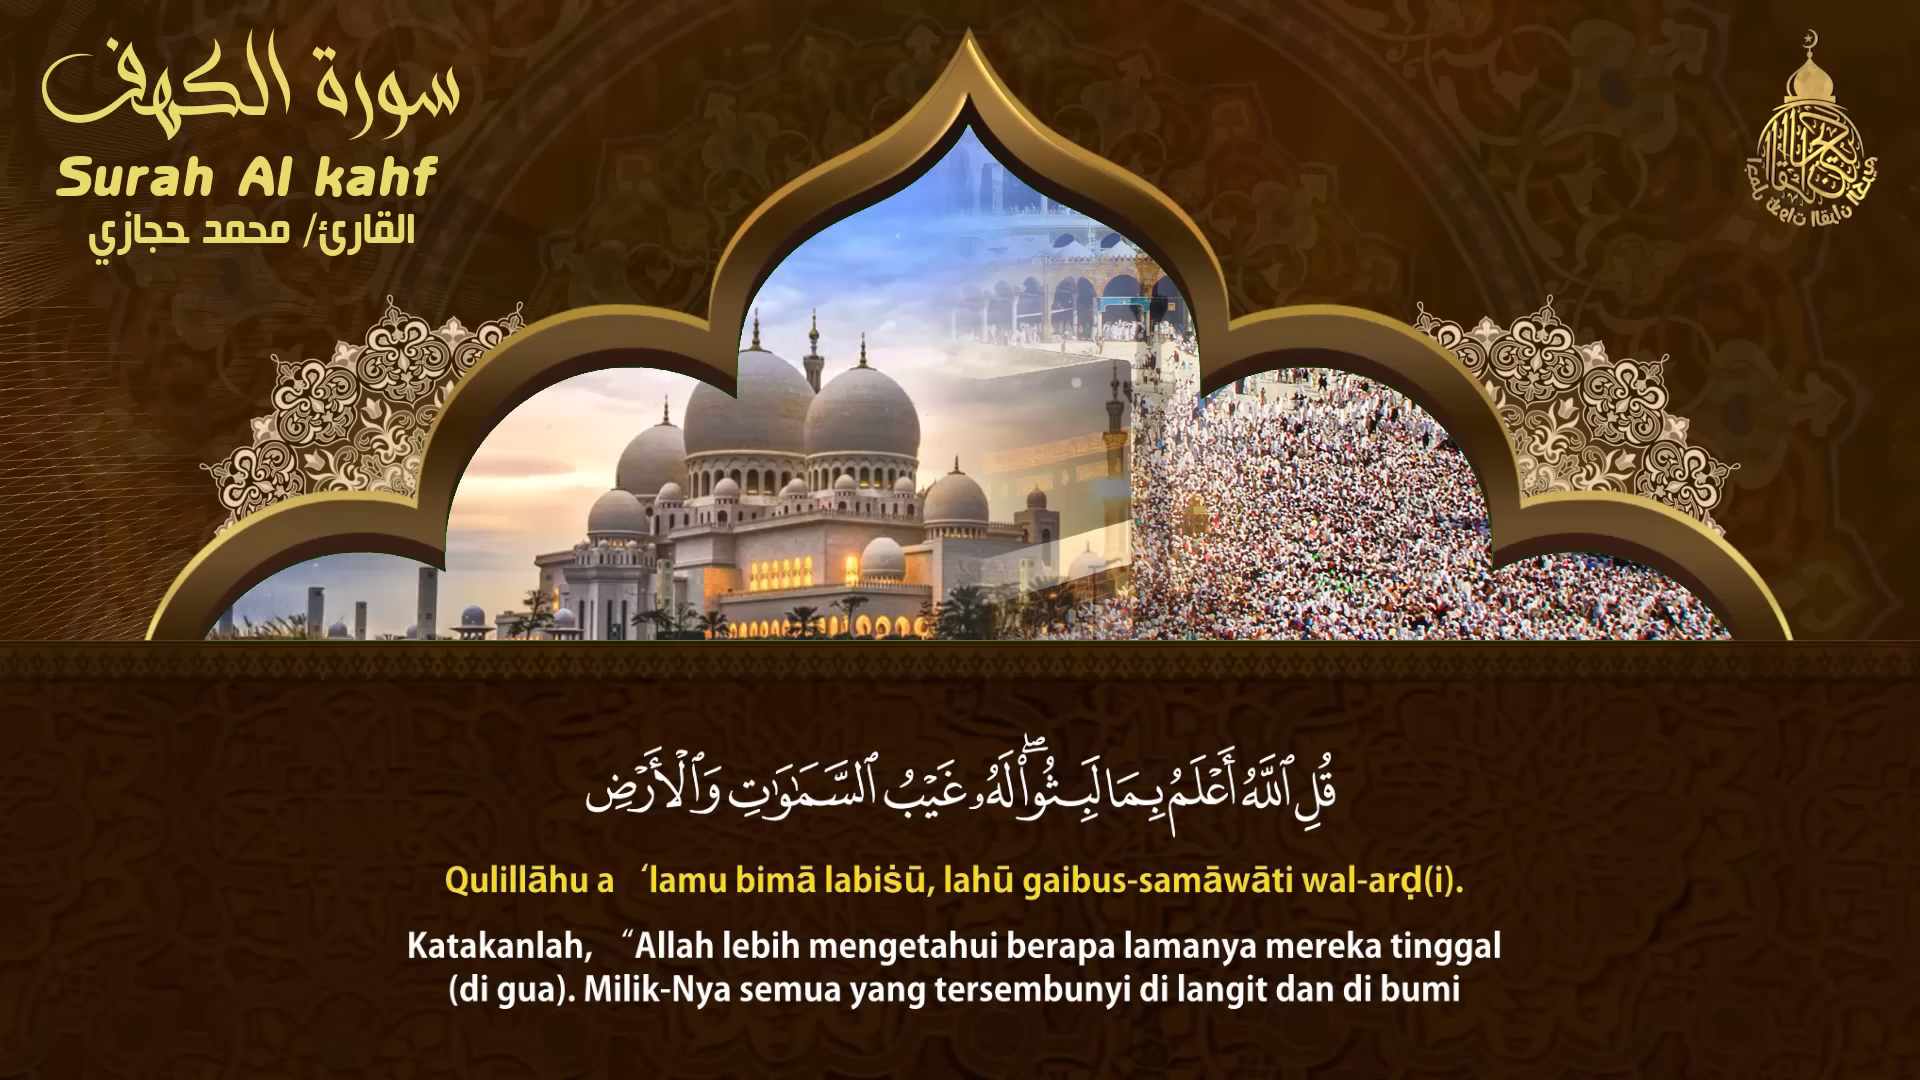 سورة الكهف
Surah Al kahf
القارئ/ محمد حجازي
قُلِ ٱللَّهُ أَعْلَمُ بِمَا لَبِثُوا۟ ۖ لَهُۥ غَيْبُ ٱلسَّمَـٰوَٰتِ وَٱلْأَرْضِ
Qulillāhu a ‘lamu bimā labiṡū, lahū gaibus-samāwāti wal-arḍ(i).
Katakanlah, “Allah lebih mengetahui berapa lamanya mereka tinggal
(di gua). Milik-Nya semua yang tersembunyi di langit dan di bumi